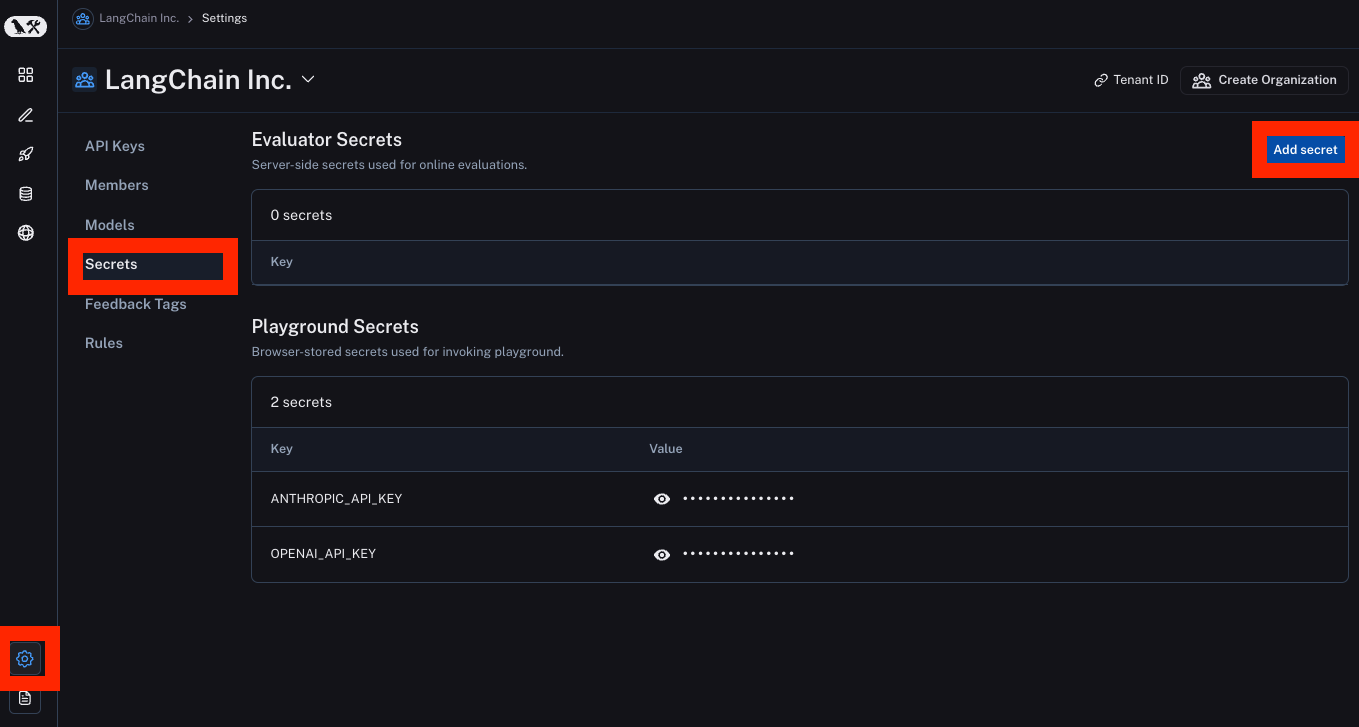 LangChain Inc. > Settings
LangChain Inc.
Tenant ID
Create Organization
API Keys
Members
Models
Secrets
Feedback Tags
Rules
Evaluator Secrets
Server-side secrets used for online evaluations.
Add secret
0 secrets
Key
Playground Secrets
Browser-stored secrets used for invoking playground.
2 secrets
Key Value
ANTHROPIC_API_KEY •••••••••••••••
OPENAI_API_KEY •••••••••••••••